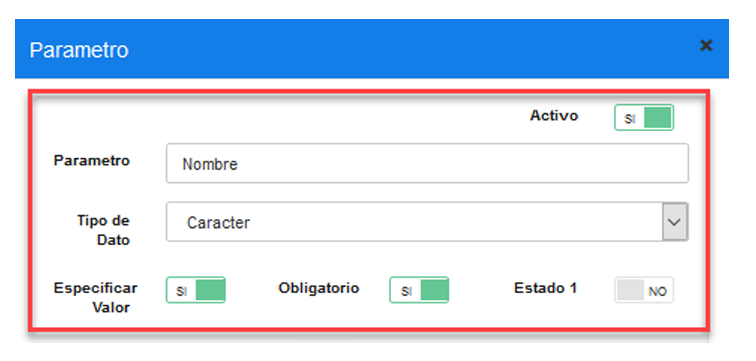 Parametro
Activo SI
Parametro Nombre
Tipo de
Dato
Caracter
Especificar
Valor
SI Obligatorio SI Estado 1 NO